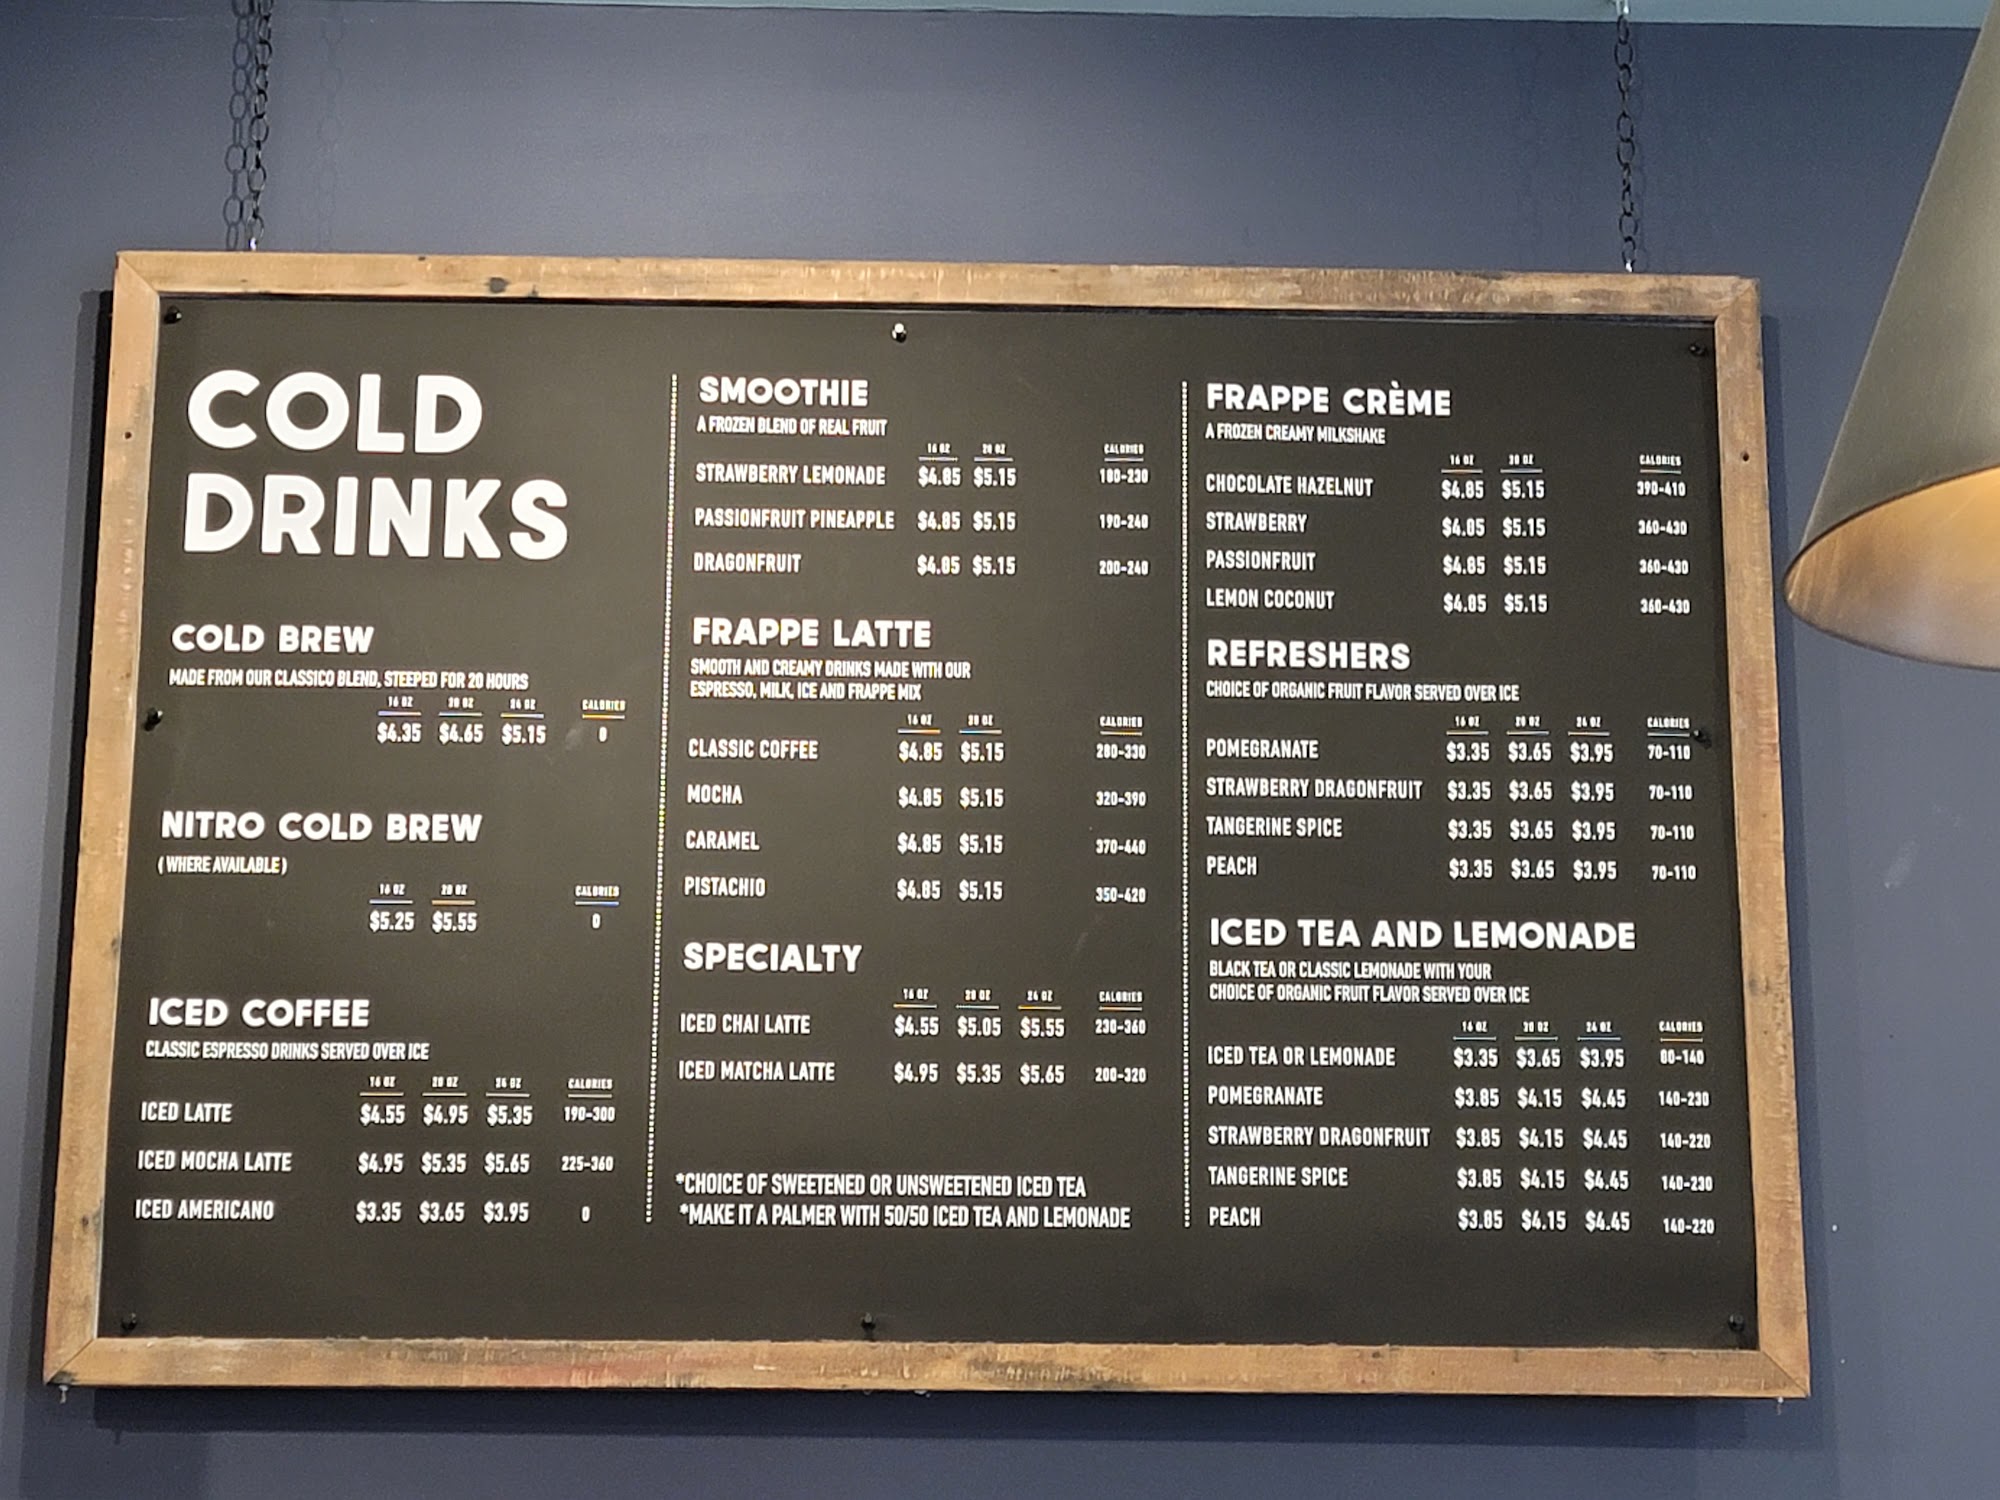 COLD
DRINKS
COLD BREW
MADE FROM OUR CLASSICO BLEND, STEEPED FOR 20 HOURS
16 OZ 20 OZ 24 OZ CALORIES
$4.35 $4.65 $5.15 0
NITRO COLD BREW
( WHERE AVAILABLE )
16 OZ 20 OZ CALORIES
$5.25 $5.55 0
ICED COFFEE
CLASSIC ESPRESSO DRINKS SERVED OVER ICE
16 OZ 20 OZ 24 OZ CALORIES
ICED LATTE $4.55 $4.95 $5.35 190-300
ICED MOCHA LATTE $4.95 $5.35 $5.65 225-360
ICED AMERICANO $3.35 $3.65 $3.95 0
SMOOTHIE
A FROZEN BLEND OF REAL FRUIT
16 OZ 20 OZ CALORIES
STRAWBERRY LEMONADE $4.85 $5.15 180-230
PASSIONFRUIT PINEAPPLE $4.85 $5.15 190-240
DRAGONFRUIT $4.85 $5.15 200-240
FRAPPE LATTE
SMOOTH AND CREAMY DRINKS MADE WITH OUR
ESPRESSO, MILK, ICE AND FRAPPE MIX
16 OZ 20 OZ CALORIES
CLASSIC COFFEE $4.85 $5.15 280-330
MOCHA $4.85 $5.15 320-390
CARAMEL $4.85 $5.15 370-440
PISTACHIO $4.85 $5.15 350-420
SPECIALTY
16 OZ 20 OZ 24 OZ CALORIES
ICED CHAI LATTE $4.55 $5.05 $5.55 230-360
ICED MATCHA LATTE $4.95 $5.35 $5.65 200-320
*CHOICE OF SWEETENED OR UNSWEETENED ICED TEA
*MAKE IT A PALMER WITH 50/50 ICED TEA AND LEMONADE
FRAPPE CRÈME
A FROZEN CREAMY MILKSHAKE
16 OZ 20 OZ CALORIES
CHOCOLATE HAZELNUT $4.85 $5.15 390-410
STRAWBERRY $4.85 $5.15 360-430
PASSIONFRUIT $4.85 $5.15 360-430
LEMON COCONUT $4.85 $5.15 360-430
REFRESHERS
CHOICE OF ORGANIC FRUIT FLAVOR SERVED OVER ICE
16 OZ 20 OZ 24 OZ CALORIES
POMEGRANATE $3.35 $3.65 $3.95 70-110
STRAWBERRY DRAGONFRUIT $3.35 $3.65 $3.95 70-110
TANGERINE SPICE $3.35 $3.65 $3.95 70-110
PEACH $3.35 $3.65 $3.95 70-110
ICED TEA AND LEMONADE
BLACK TEA OR CLASSIC LEMONADE WITH YOUR
CHOICE OF ORGANIC FRUIT FLAVOR SERVED OVER ICE
16 OZ 20 OZ 24 OZ CALORIES
ICED TEA OR LEMONADE $3.35 $3.65 $3.95
POMEGRANATE $3.85 $4.15 $4.45 140-230
STRAWBERRY DRAGONFRUIT $3.85 $4.15 $4.45 140-220
TANGERINE SPICE $3.85 $4.15 $4.45 140-230
PEACH $3.85 $4.15 $4.45 140-220